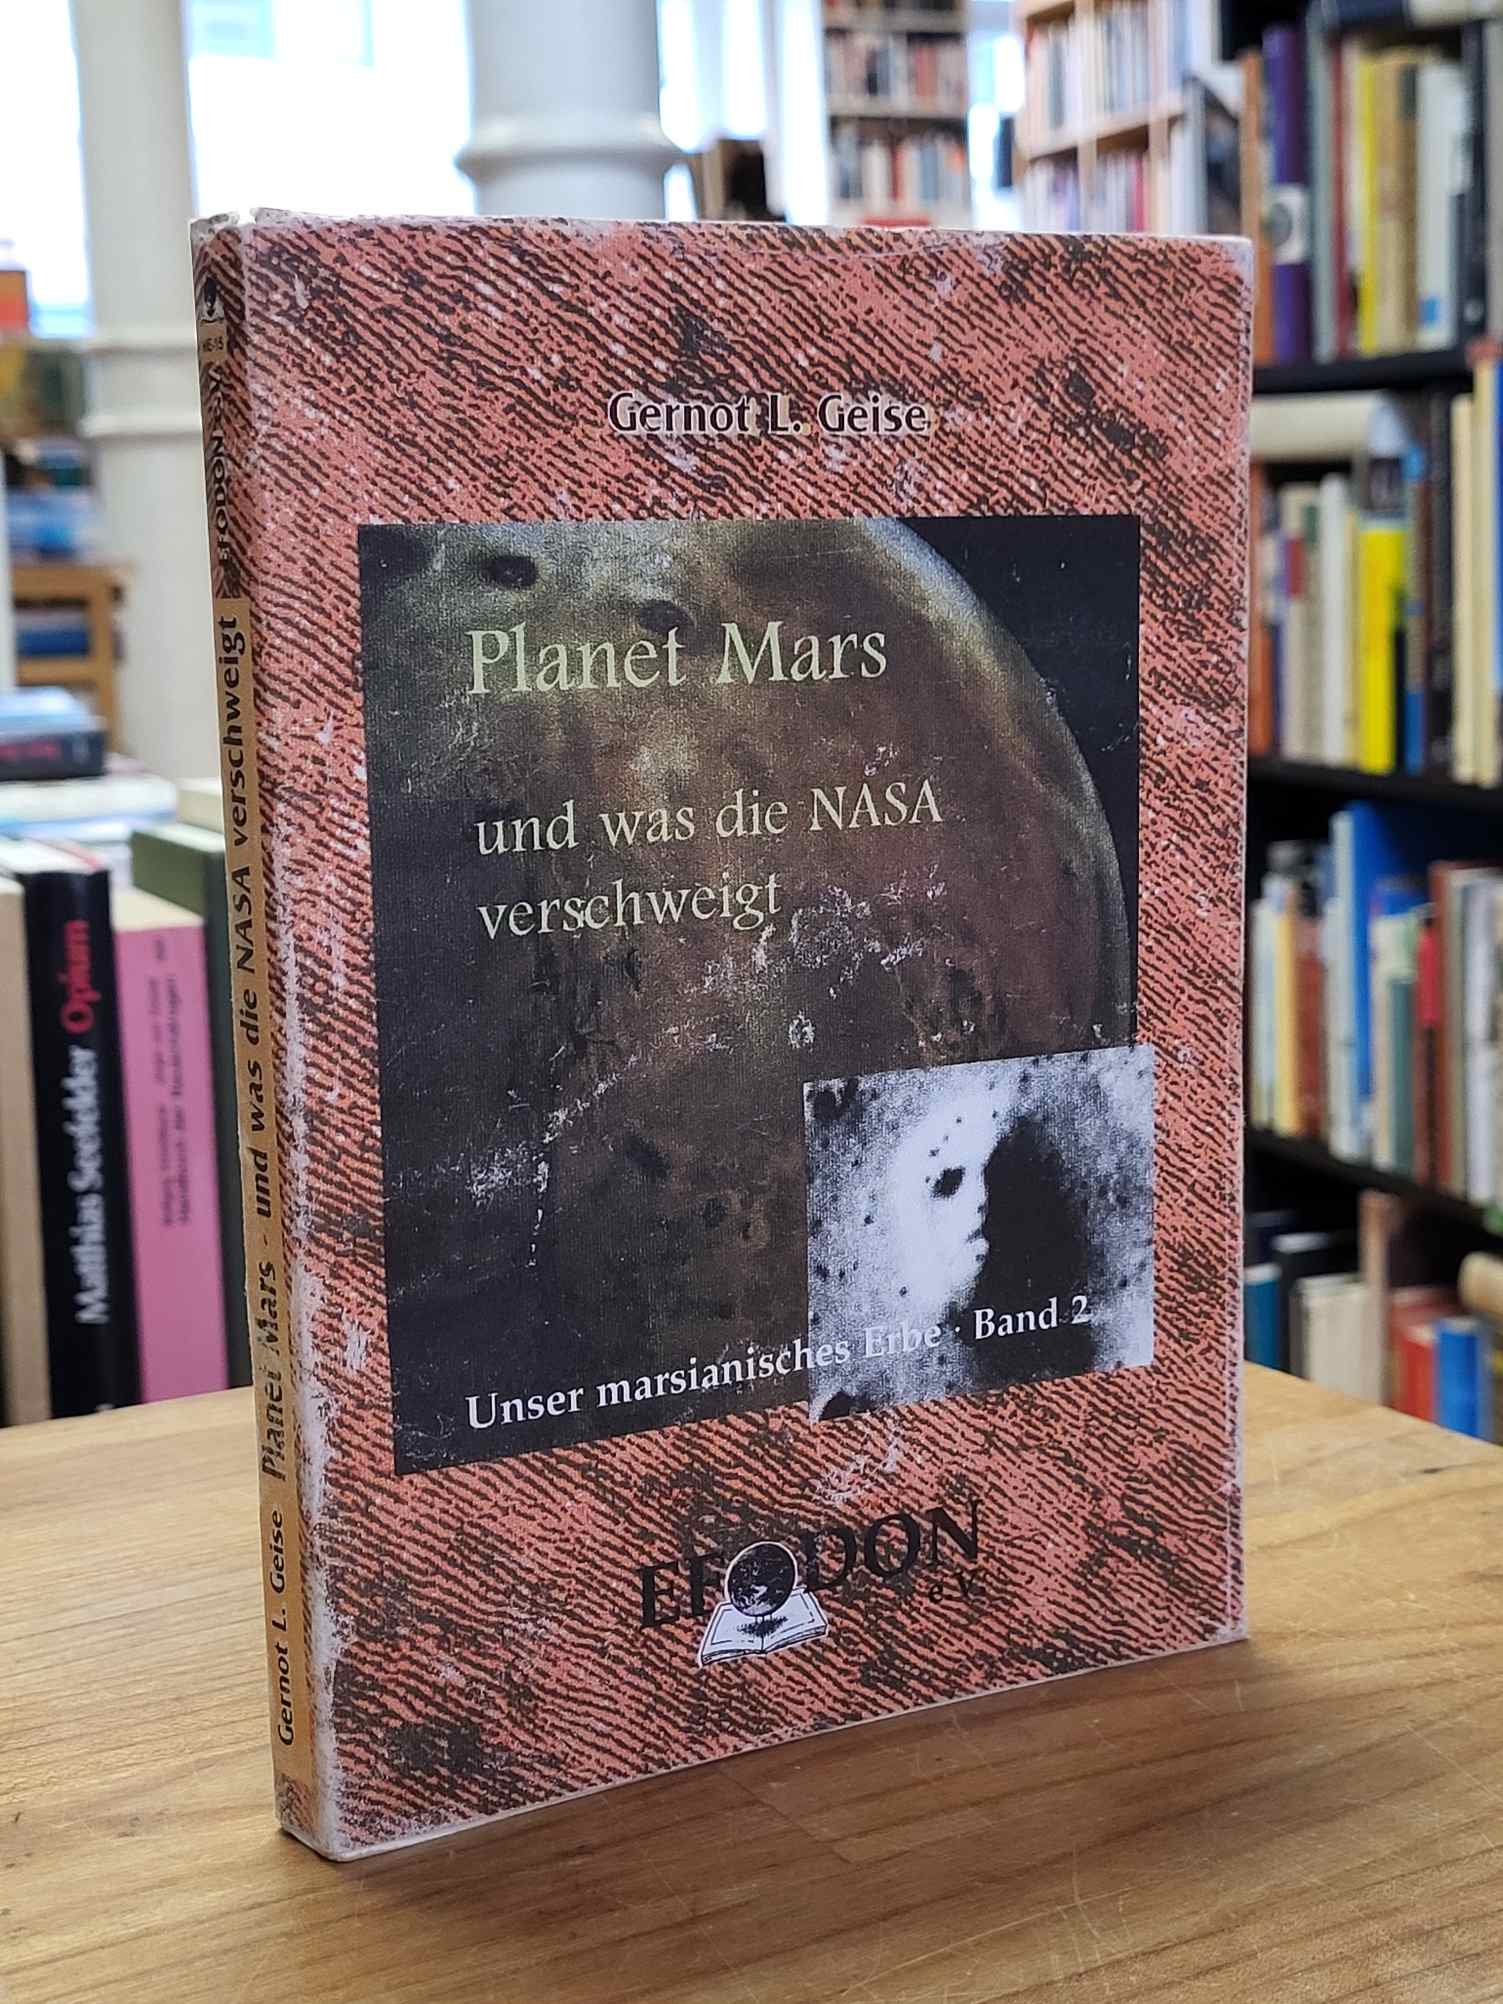 Gernot L. Geise
Planet Mars
und was die NASA
verschweigt
Unser marsianisches Erbe · Band 2
EFODON
e.V.
Gernot L. Geise Planet Mars - und was die NASA verschweigt EFODON
Mathias Seefelder Opium